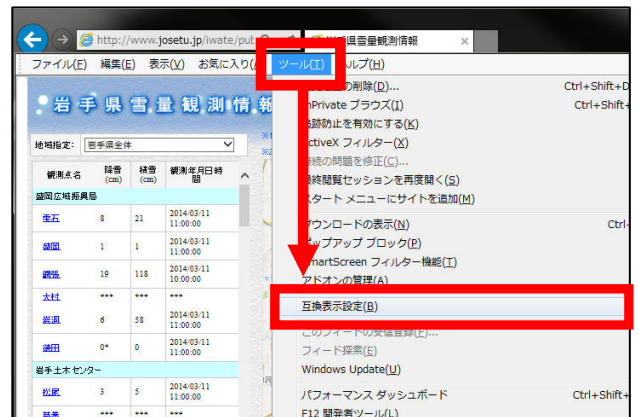 http://www.josetu.jp/iwate/pub
県雪量観測情報
ファイル(F) 編集(E) 表示(V) お気に入り(A ツール(T) ルプ(H)
の削除(D)... Ctrl+Shift+D
nPrivate ブラウズ(I) Ctrl+Shift+
跡防止を有効にする(K)
ctiveX フィルター(X)
続の問題を修正(C)...
終閲覧セッションを再度開く(S)
スタート メニューにサイトを追加(M)
ウンロードの表示(N) Ctrl-
ップアップ ブロック(P)
martScreen フィルター機能(T)
アドオンの管理(A)
互換表示設定(B)
このフィードの受信登録(F)...
フィード探索(E)
Windows Update(U)
パフォーマンス ダッシュボード Ctrl+Shift+
F12 開発者ツール(L)
岩手県雪量観測情報
地域指定: 岩手県全体
観測点名 降雪(cm) 積雪(cm) 観測年月日時間
盛岡広域振興局
雫石 8 21 2014/03/11 11:00:00
盛岡 1 1 2014/03/11 11:00:00
網張 19 118 2014/03/11 10:00:00
大村 *** *** ***
岩洞 6 58 2014/03/11 11:00:00
藪川 0* 0 2014/03/11 11:00:00
岩手土木センター
松尾 3 5 2014/03/11 11:00:00
*** *** ***